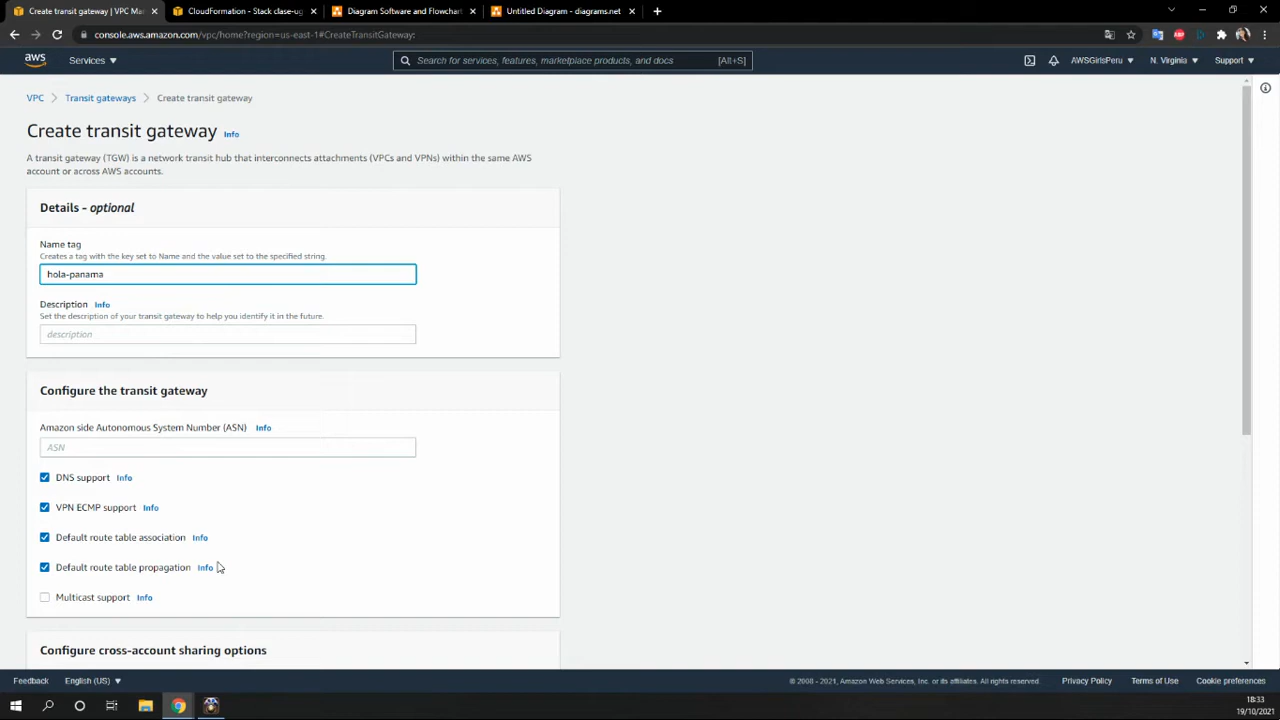 Create transit gateway | VPC Ma
CloudFormation - Stack clase-ug
Diagram Software and Flowchart
Untitled Diagram - diagrams.net
console.aws.amazon.com/vpc/home?region=us-east-1#CreateTransitGateway:
aws
Services
Search for services, features, marketplace products, and docs
[Alt+S]
AWSGirlsPeru
N. Virginia
Support
VPC
Transit gateways
Create transit gateway
Create transit gateway Info
A transit gateway (TGW) is a network transit hub that interconnects attachments (VPCs and VPNs) within the same AWS
account or across AWS accounts.
Details - optional
Name tag
Creates a tag with the key set to Name and the value set to the specified string.
hola-panama
Description Info
Set the description of your transit gateway to help you identify it in the future.
description
Configure the transit gateway
Amazon side Autonomous System Number (ASN) Info
ASN
DNS support Info
VPN ECMP support Info
Default route table association Info
Default route table propagation Info
Multicast support Info
Configure cross-account sharing options
Feedback
English (US)
© 2008 - 2021, Amazon Web Services, Inc. or its affiliates. All rights reserved.
Privacy Policy
Terms of Use
Cookie preferences
18:33
19/10/2021